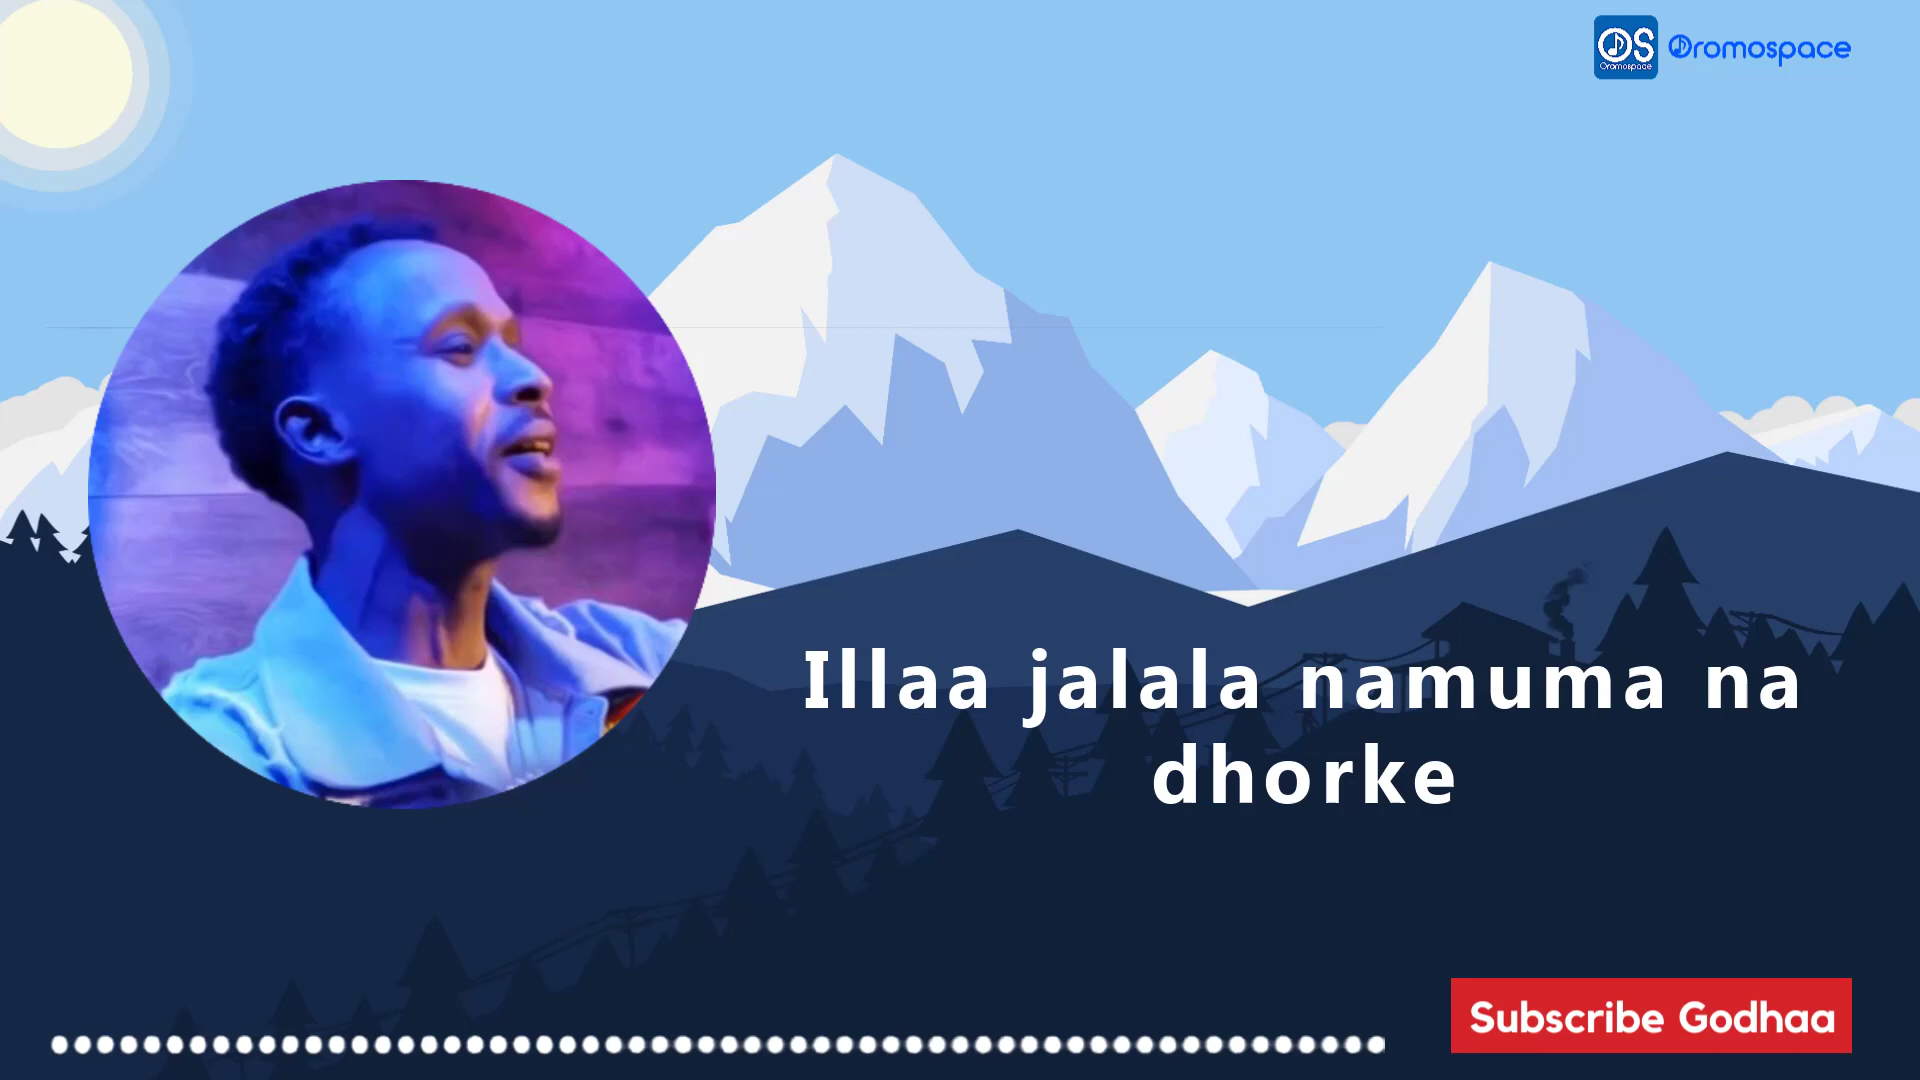 OS
Oromospace
Oromospace
Illaa jalala namuma na
dhorke
Subscribe Godhaa